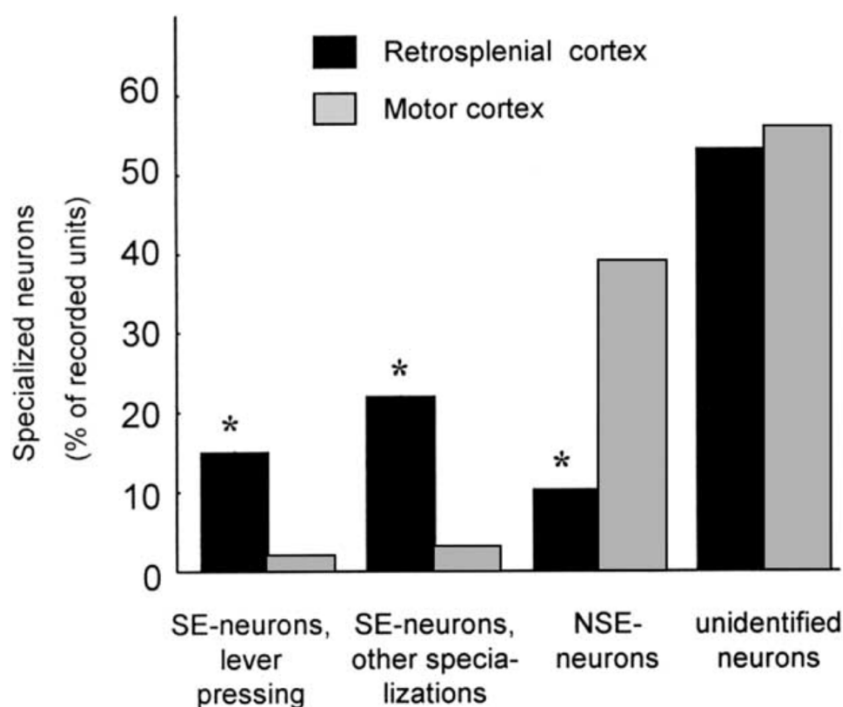 Retrosplenial cortex
Motor cortex
Specialized neurons
(% of recorded units)
60
50
40
30
20
10
0
*
*
*
SE-neurons,
lever
pressing
SE-neurons,
other specia-
lizations
NSE-
neurons
unidentified
neurons